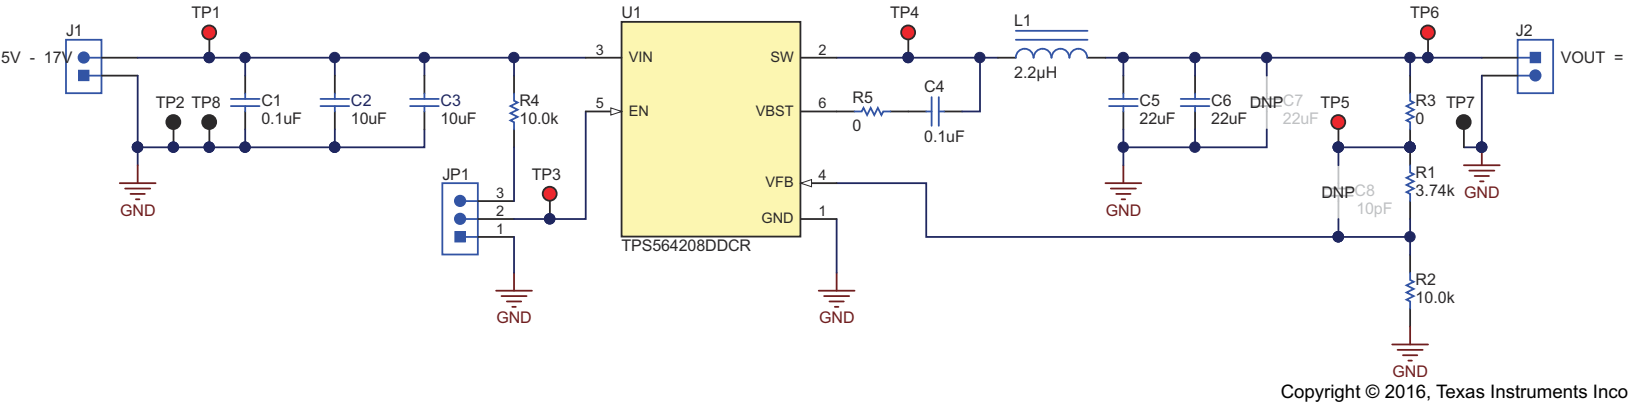 J1
5V - 17V
TP1
TP2
TP8
C1
0.1uF
C2
10uF
C3
10uF
R4
10.0k
GND
JP1
3
2
1
TP3
GND
U1
3
VIN
5
EN
SW
2
VBST
6
VFB
4
GND
1
TPS564208DDCR
GND
TP4
R5
0
C4
0.1uF
L1
2.2µH
C5
22uF
C6
22uF
DNP
C7
22uF
GND
TP5
DNP
C8
10pF
TP6
R3
0
R1
3.74k
R2
10.0k
GND
TP7
GND
J2
VOUT =
Copyright © 2016, Texas Instruments Inco